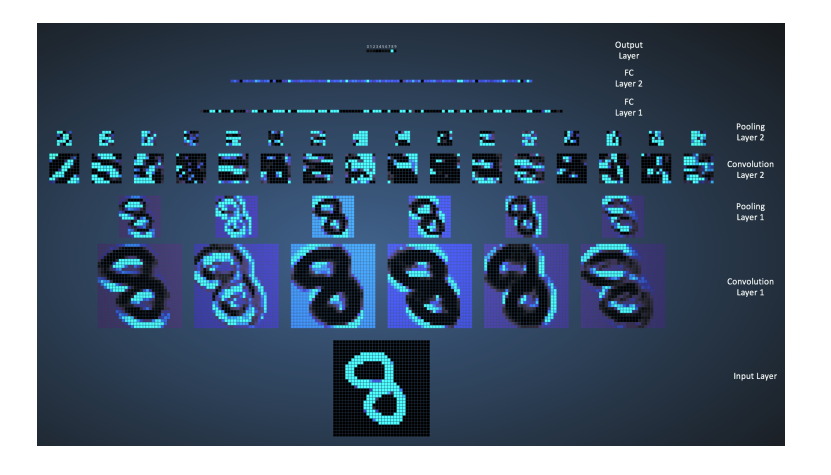 0 1 2 3 4 5 6 7 8 9
Output
Layer
FC
Layer 2
FC
Layer 1
Pooling
Layer 2
Convolution
Layer 2
Pooling
Layer 1
Convolution
Layer 1
Input Layer